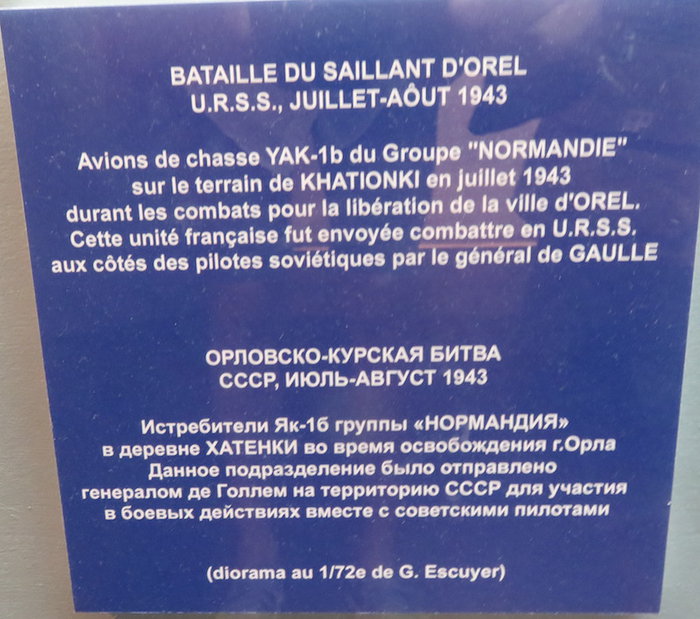 BATAILLE DU SAILLANT D'OREL
U.R.S.S., JUILLET-AÔUT 1943
Avions de chasse YAK-1b du Groupe "NORMANDIE"
sur le terrain de KHATIONKI en juillet 1943
durant les combats pour la libération de la ville d'OREL.
Cette unité française fut envoyée combattre en U.R.S.S.
aux côtés des pilotes soviétiques par le général de GAULLE
ОРЛОВСКО-КУРСКАЯ БИТВА
СССР, ИЮЛЬ-АВГУСТ 1943
Истребители Як-1б группы «НОРМАНДИЯ»
в деревне ХАТЕНКИ во время освобождения г.Орла
Данное подразделение было отправлено
генералом де Голлем на территорию СССР для участия
в боевых действиях вместе с советскими пилотами
(diorama au 1/72e de G. Escuyer)